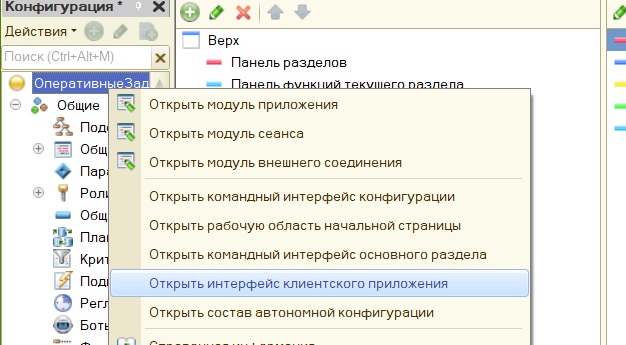 Конфигурация *
Действия
Поиск (Ctrl+Alt+M)
ОперативныеЗад
Общие
Верх
Панель разделов
Панель функций текущего раздела
Открыть модуль приложения
Открыть модуль сеанса
Открыть модуль внешнего соединения
Открыть командный интерфейс конфигурации
Открыть рабочую область начальной страницы
Открыть командный интерфейс основного раздела
Открыть интерфейс клиентского приложения
Открыть состав автономной конфигурации
Подс
Общ
Пара
Роли
Общ
План
Крит
Подп
Регл
Боты